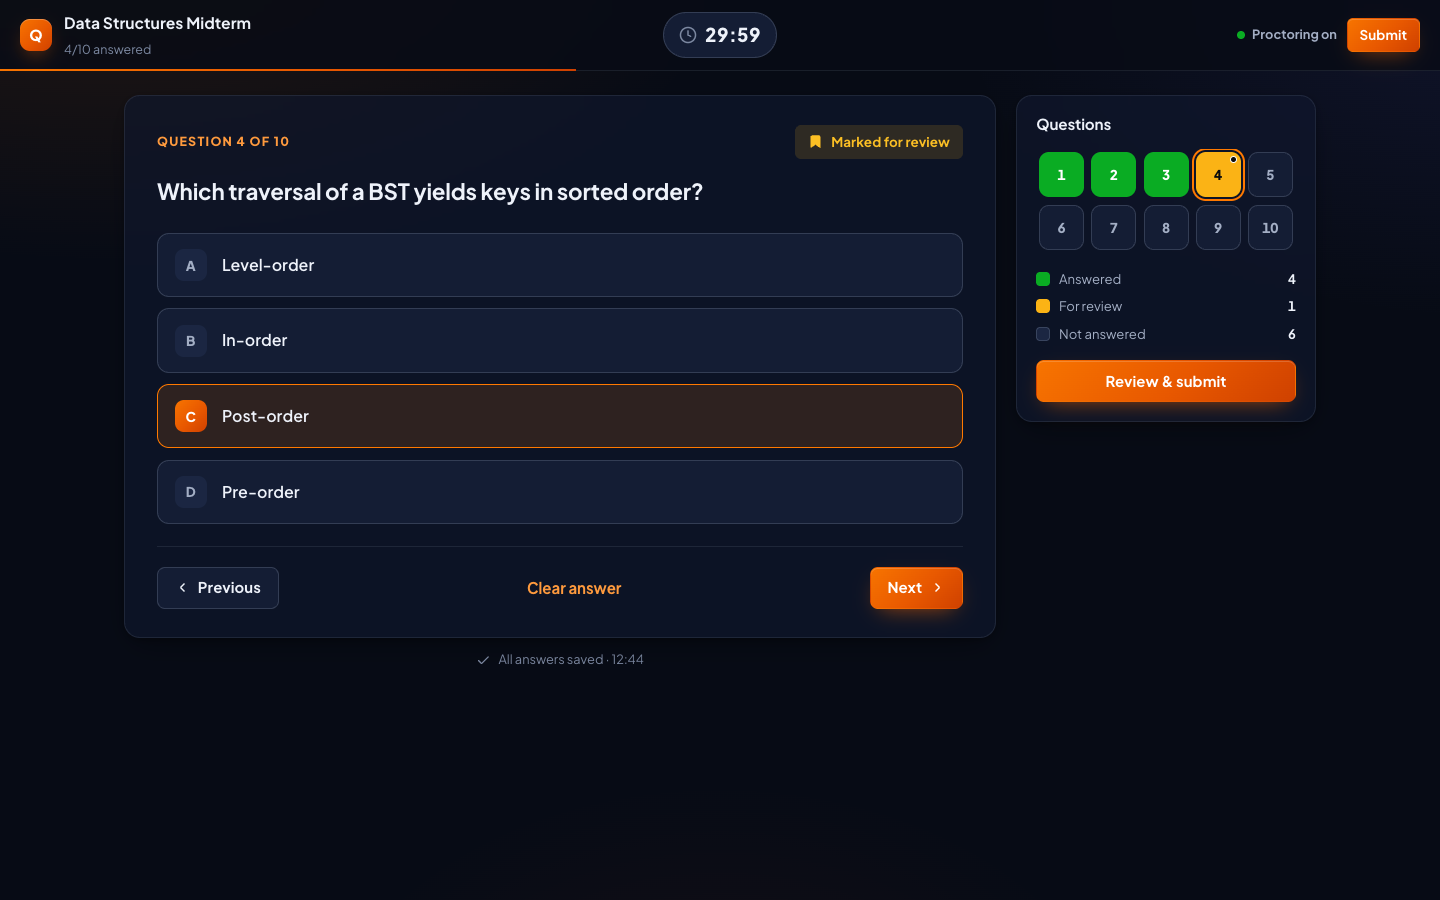 Q
Data Structures Midterm
4/10 answered
29:59
Proctoring on
Submit
QUESTION 4 OF 10
Marked for review
Which traversal of a BST yields keys in sorted order?
A Level-order
B In-order
C Post-order
D Pre-order
Previous
Clear answer
Next
All answers saved · 12:44
Questions
1 2 3 4 5
6 7 8 9 10
Answered 4
For review 1
Not answered 6
Review & submit